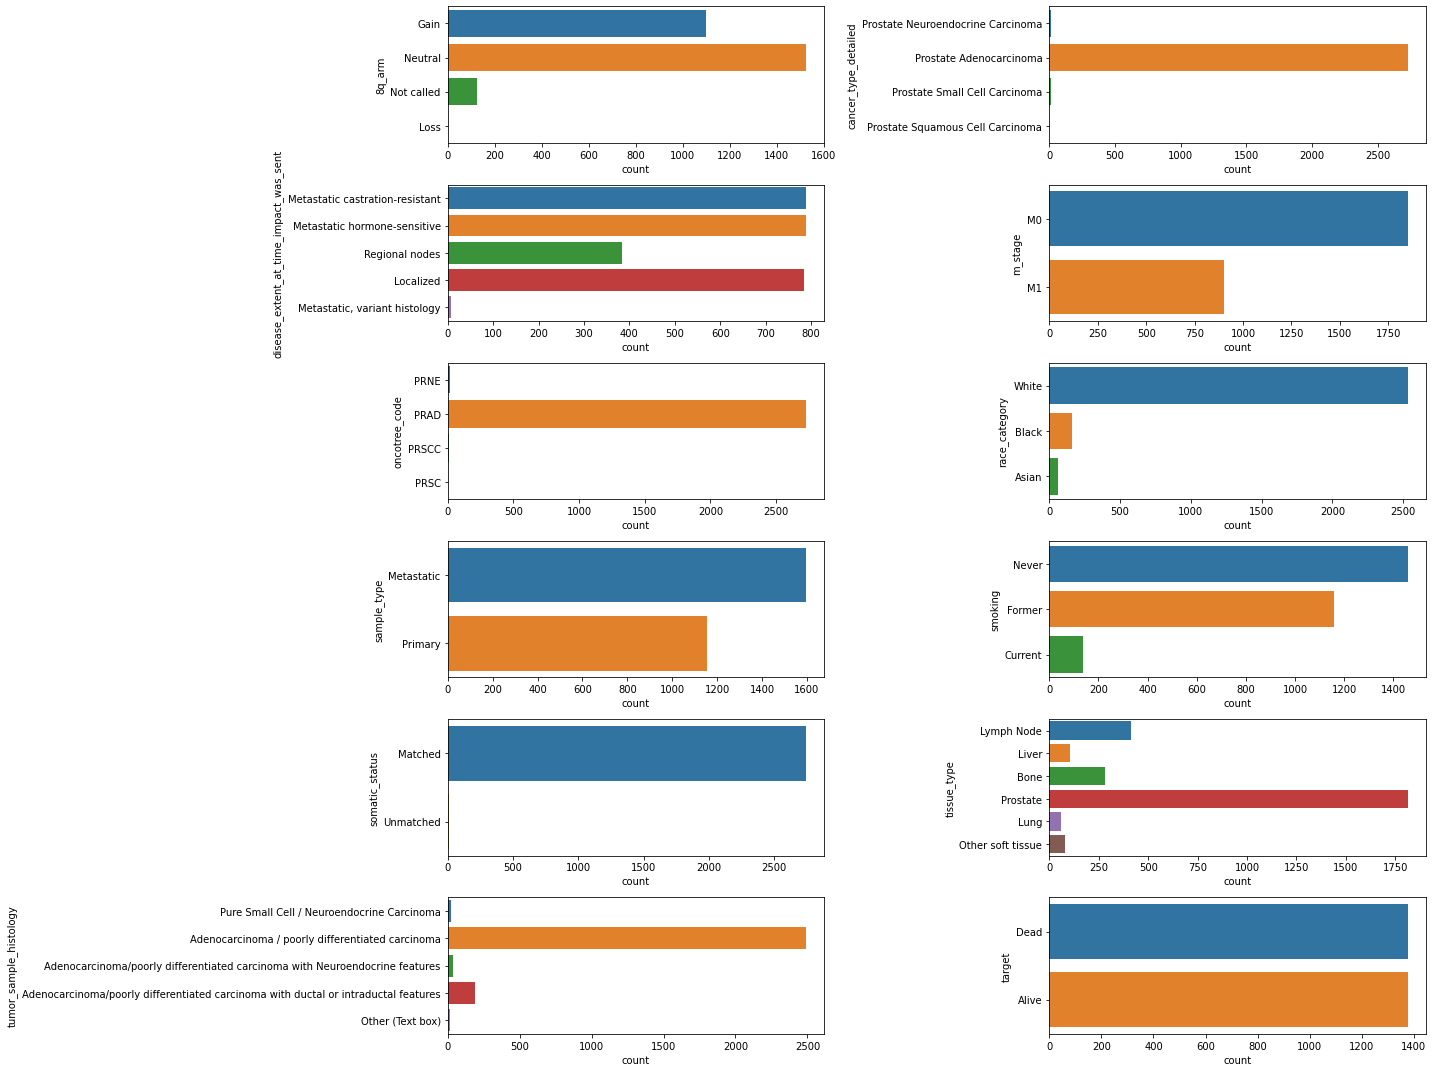 8q_arm
Gain
Neutral
Not called
Loss
0 200 400 600 800 1000 1200 1400 1600
count
cancer_type_detailed
Prostate Neuroendocrine Carcinoma
Prostate Adenocarcinoma
Prostate Small Cell Carcinoma
Prostate Squamous Cell Carcinoma
0 500 1000 1500 2000 2500
count
disease_extent_at_time_impact_was_sent
Metastatic castration-resistant
Metastatic hormone-sensitive
Regional nodes
Localized
Metastatic, variant histology
0 100 200 300 400 500 600 700 800
count
m_stage
M0
M1
0 250 500 750 1000 1250 1500 1750
count
oncotree_code
PRNE
PRAD
PRSCC
PRSC
0 500 1000 1500 2000 2500
count
race_category
White
Black
Asian
0 500 1000 1500 2000 2500
count
sample_type
Metastatic
Primary
0 200 400 600 800 1000 1200 1400 1600
count
smoking
Never
Former
Current
0 200 400 600 800 1000 1200 1400
count
somatic_status
Matched
Unmatched
0 500 1000 1500 2000 2500
count
tissue_type
Lymph Node
Liver
Bone
Prostate
Lung
Other soft tissue
0 250 500 750 1000 1250 1500 1750
count
tumor_sample_histology
Pure Small Cell / Neuroendocrine Carcinoma
Adenocarcinoma / poorly differentiated carcinoma
Adenocarcinoma/poorly differentiated carcinoma with Neuroendocrine features
Adenocarcinoma/poorly differentiated carcinoma with ductal or intraductal features
Other (Text box)
0 500 1000 1500 2000 2500
count
target
Dead
Alive
0 200 400 600 800 1000 1200 1400
count